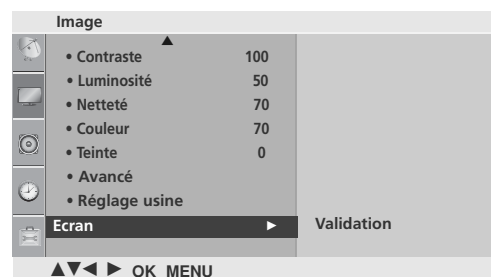 Image
▲
• Contraste 100
• Luminosité 50
• Netteté 70
• Couleur 70
• Teinte 0
• Avancé
• Réglage usine
Ecran ► Validation
▲▼◄ ► OK MENU